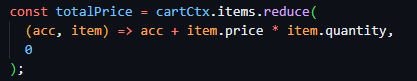 const totalPrice = cartCtx.items.reduce(
  (acc, item) => acc + item.price * item.quantity,
  0
);